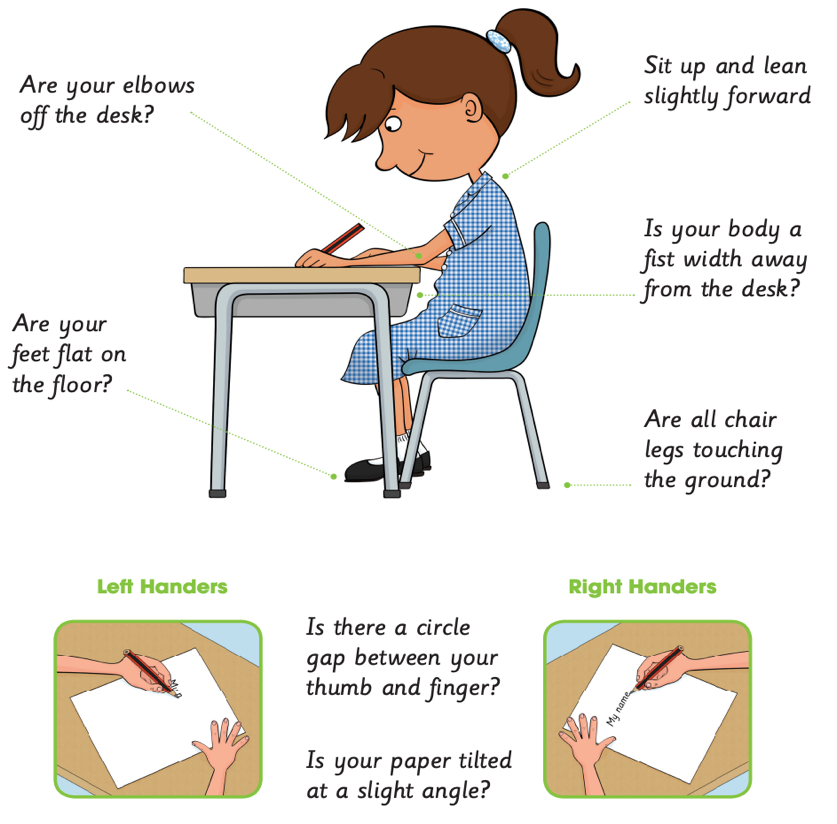 Are your elbows
off the desk?
Sit up and lean
slightly forward
Is your body a
fist width away
from the desk?
Are your
feet flat on
the floor?
Are all chair
legs touching
the ground?
Left Handers
Is there a circle
gap between your
thumb and finger?
Is your paper tilted
at a slight angle?
Right Handers
My name